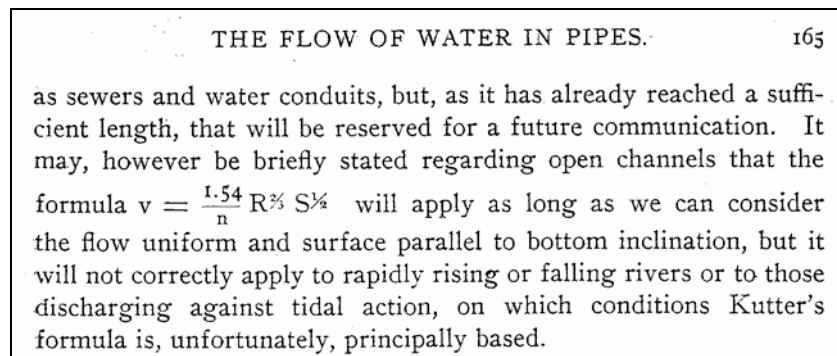 THE FLOW OF WATER IN PIPES. 165
as sewers and water conduits, but, as it has already reached a suffi-
cient length, that will be reserved for a future communication. It
may, however be briefly stated regarding open channels that the
formula v = 1.54/n R⅔ S½ will apply as long as we can consider
the flow uniform and surface parallel to bottom inclination, but it
will not correctly apply to rapidly rising or falling rivers or to those
discharging against tidal action, on which conditions Kutter's
formula is, unfortunately, principally based.